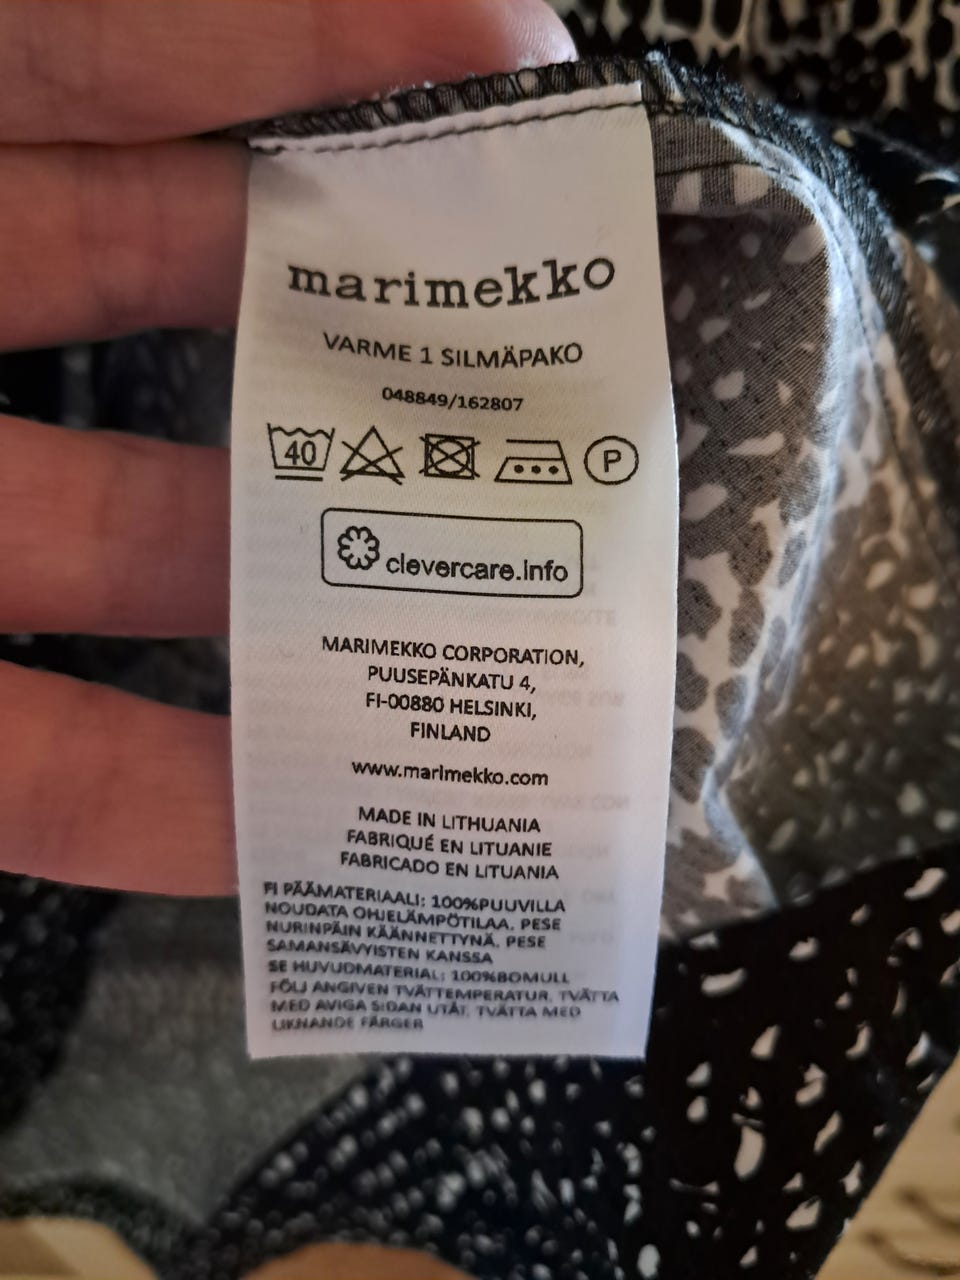 marimekko
VARME 1 SILMÄPAKO
048849/162807
40 P
clevercare.info
MARIMEKKO CORPORATION,
PUUSEPÄNKATU 4,
FI-00880 HELSINKI,
FINLAND
www.marimekko.com
MADE IN LITHUANIA
FABRIQUÉ EN LITUANIE
FABRICADO EN LITUANIA
FI PÄÄMATERIAALI: 100%PUUVILLA
NOUDATA OHJELÄMPÖTILAA, PESE
NURINPÄIN KÄÄNNETTYNÄ, PESE
SAMANSÄVYISTEN KANSSA
SE HUVUDMATERIAL: 100%BOMULL
FÖLJ ANGIVEN TVÄTTEMPERATUR, TVÄTTA
MED AVIGA SIDAN UTÅT, TVÄTTA MED
LIKNANDE FÄRGER